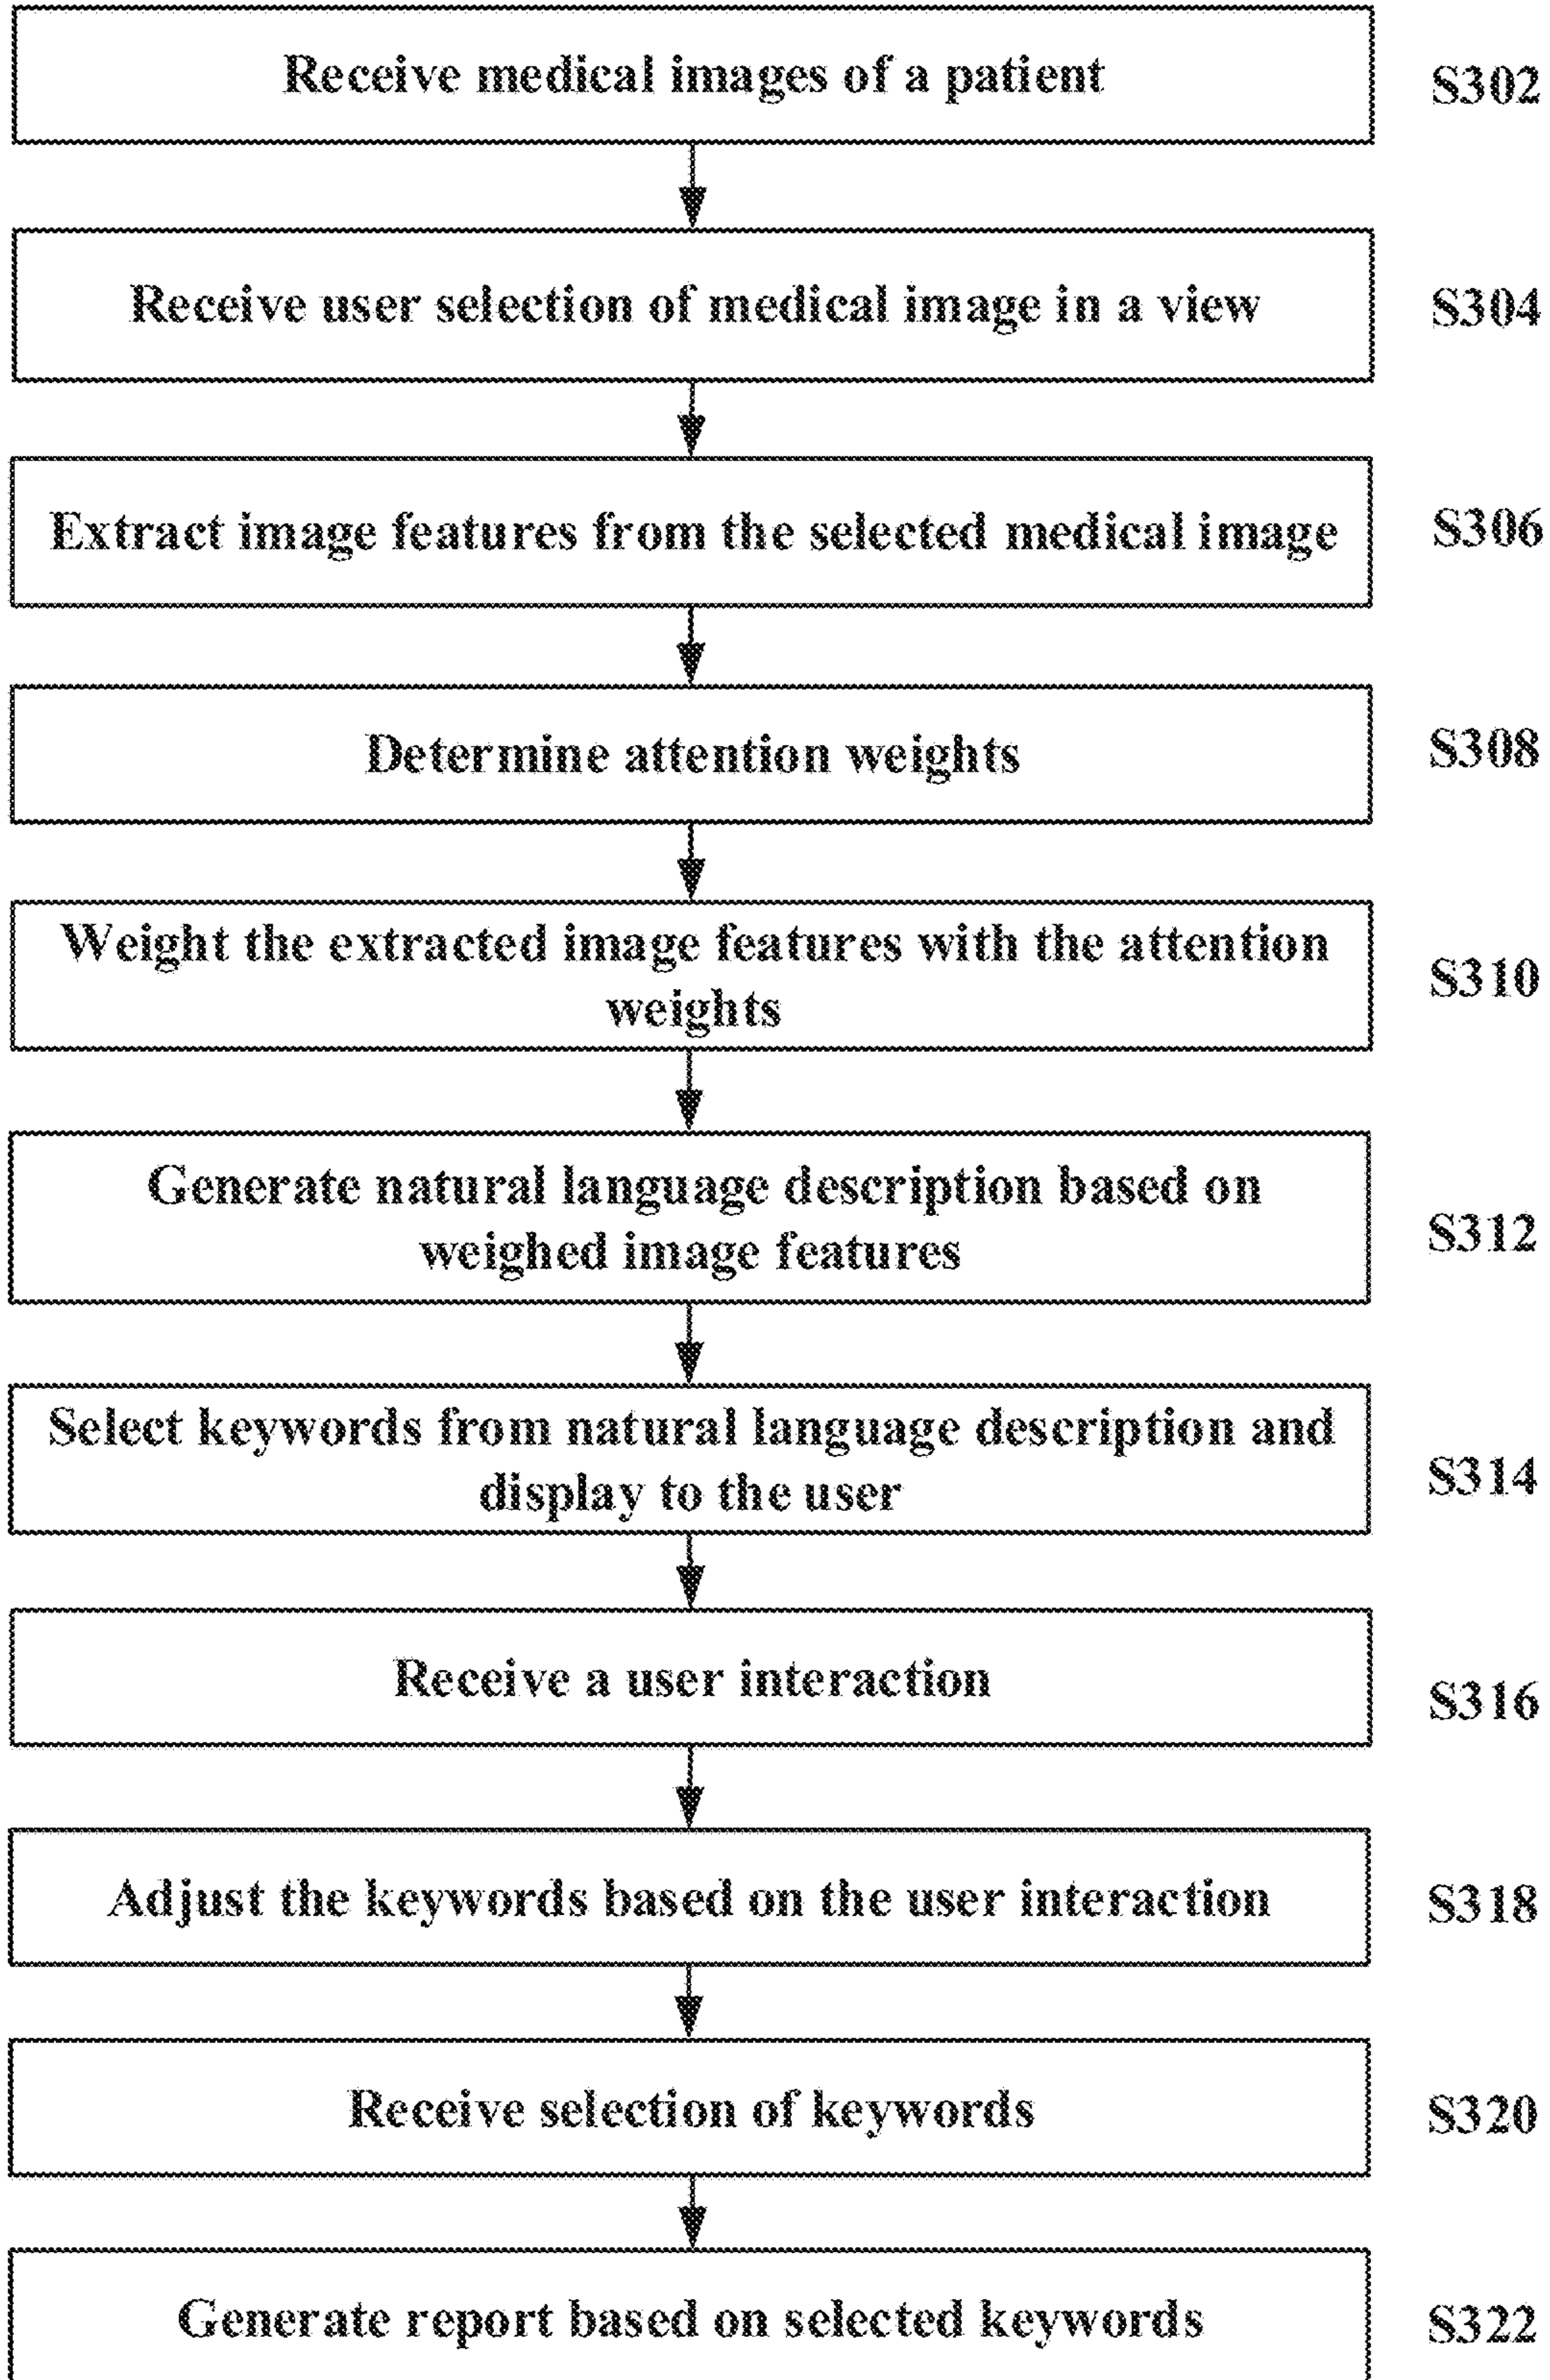 Receive medical images of a patient
S302
Receive user selection of medical image in a view
S304
Extract image features from the selected medical image
S306
Determine attention weights
S308
Weight the extracted image features with the attention
weights
S310
Generate natural language description based on
weighed image features
S312
Select keywords from natural language description and
display to the user
S314
Receive a user interaction
S316
Adjust the keywords based on the user interaction
S318
Receive selection of keywords
S320
Generate report based on selected keywords
S322